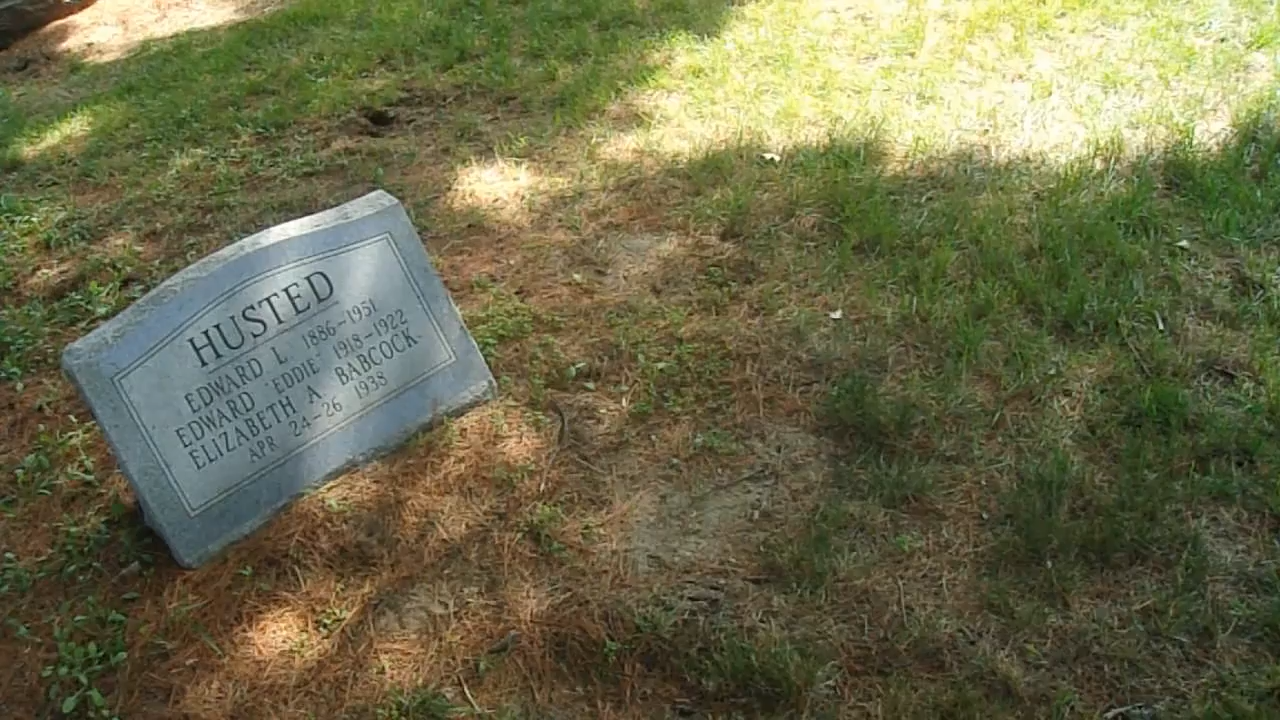 HUSTED
EDWARD L. 1886-1951
EDWARD "EDDIE" 1918-1922
ELIZABETH A. BABCOCK
APR 24-26 1938